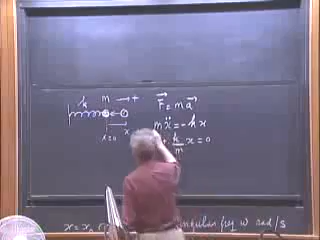 k
m → +
x=0 x
F⃗ = ma⃗
mẍ = -kx
k/m x = 0
x = x₀ angular freq ω rad/s